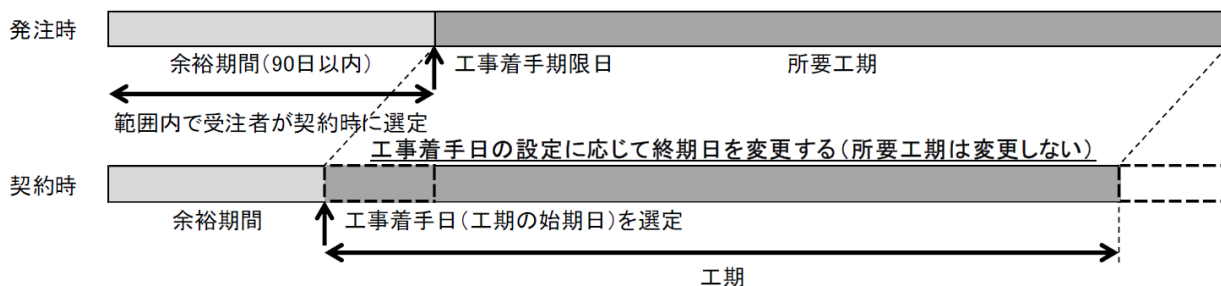 発注時
余裕期間(90日以内)
工事着手期限日
所要工期
範囲内で受注者が契約時に選定
工事着手日の設定に応じて終期日を変更する(所要工期は変更しない)
契約時
余裕期間
工事着手日(工期の始期日)を選定
工期